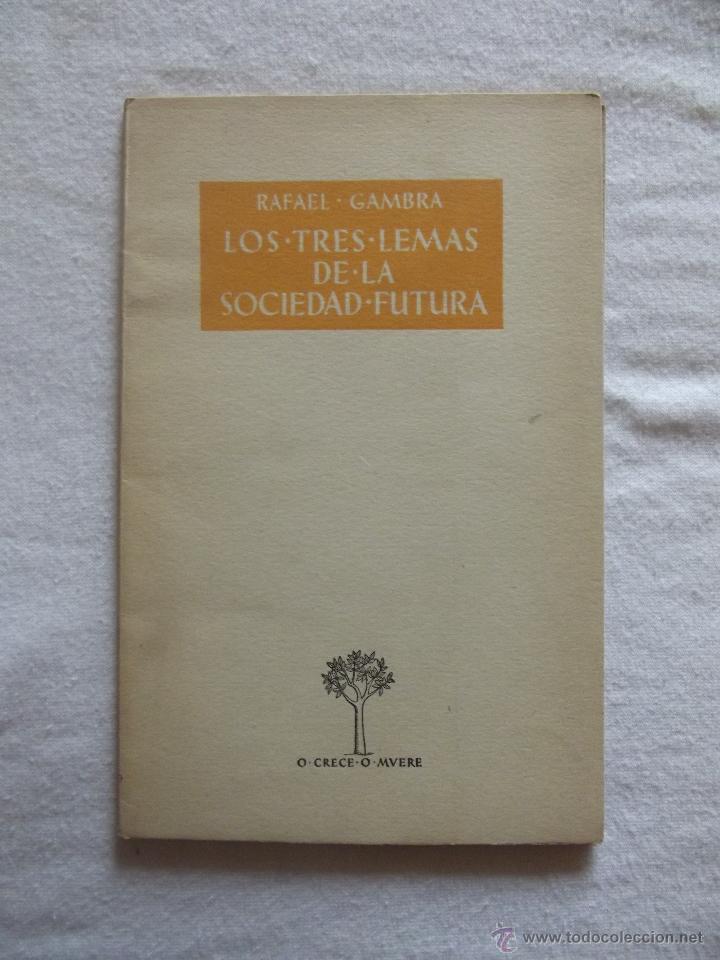 RAFAEL · GAMBRA
LOS·TRES·LEMAS
DE·LA
SOCIEDAD·FUTURA
O·CRECE·O·MVERE
© www.todocoleccion.net